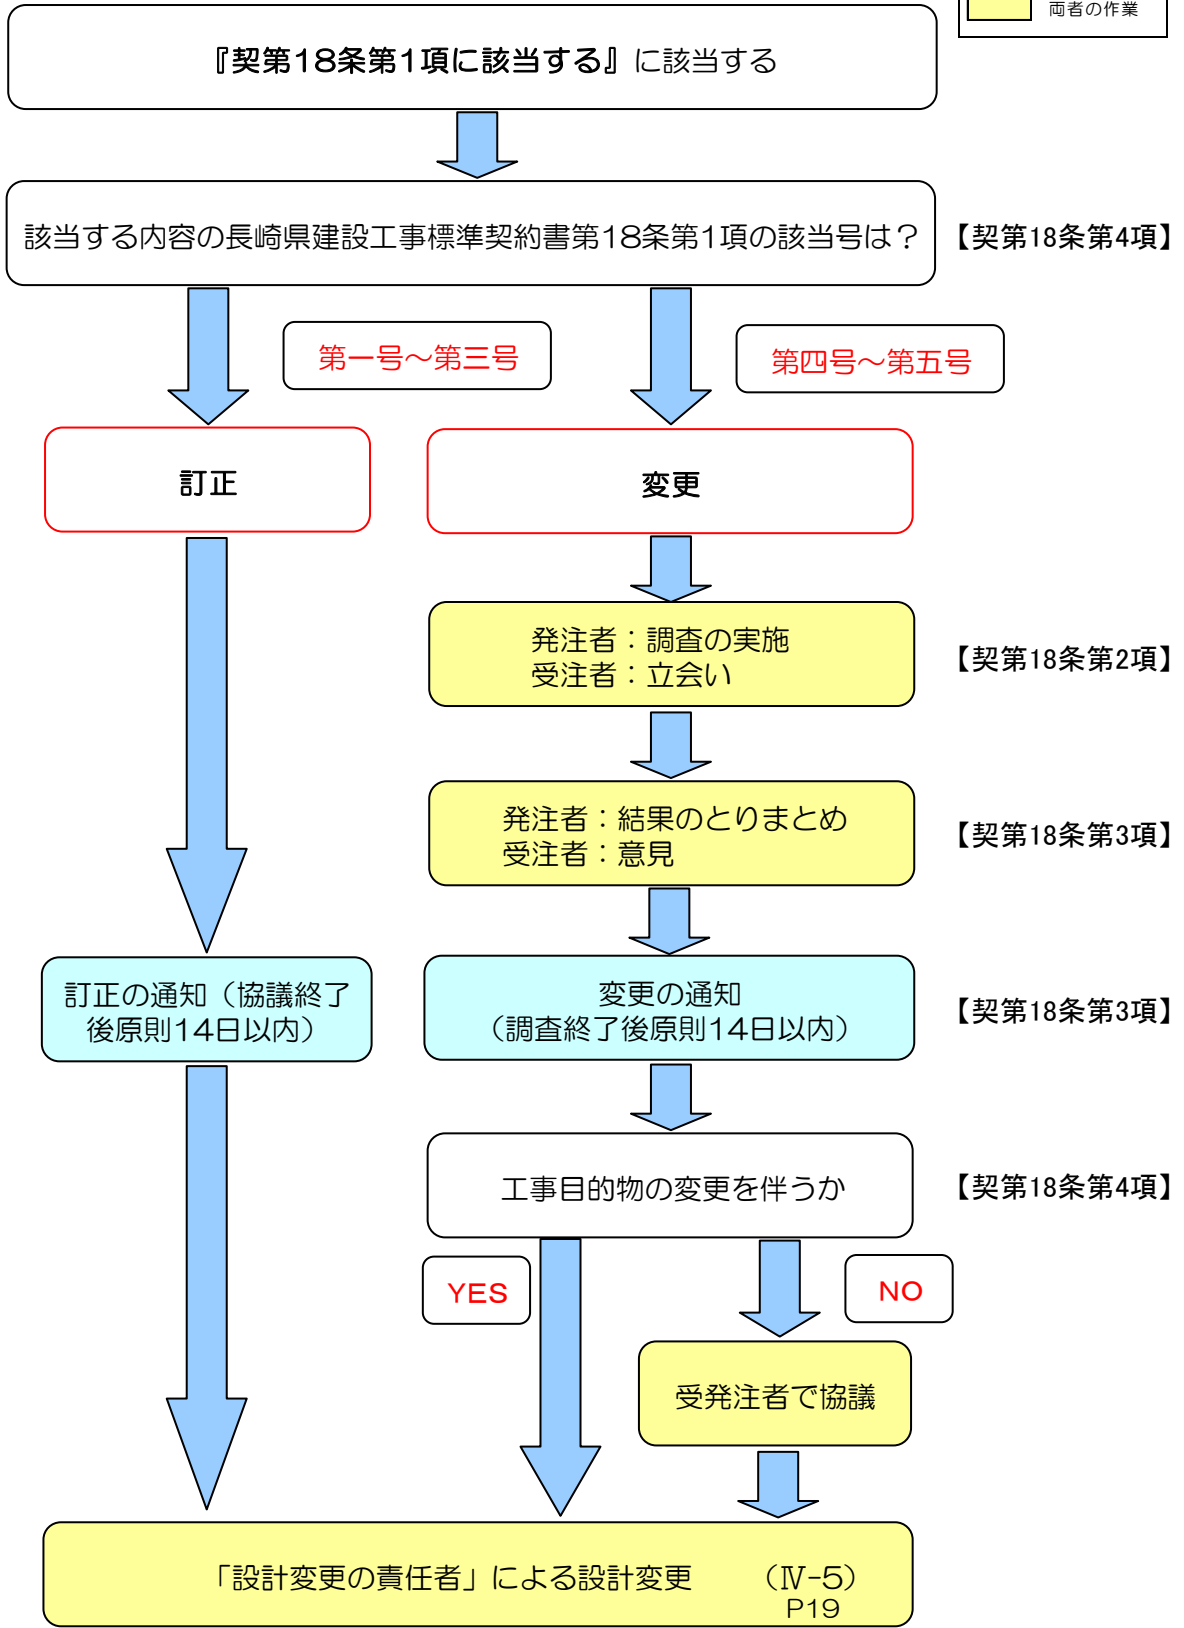 両者の作業
『契第18条第1項に該当する』に該当する
該当する内容の長崎県建設工事標準契約書第18条第1項の該当号は？
【契第18条第4項】
第一号～第三号
第四号～第五号
訂正
変更
発注者：調査の実施
受注者：立会い
【契第18条第2項】
発注者：結果のとりまとめ
受注者：意見
【契第18条第3項】
訂正の通知（協議終了
後原則14日以内）
変更の通知
（調査終了後原則14日以内）
【契第18条第3項】
工事目的物の変更を伴うか
【契第18条第4項】
YES
NO
受発注者で協議
「設計変更の責任者」による設計変更　　（Ⅳ-5）
P19